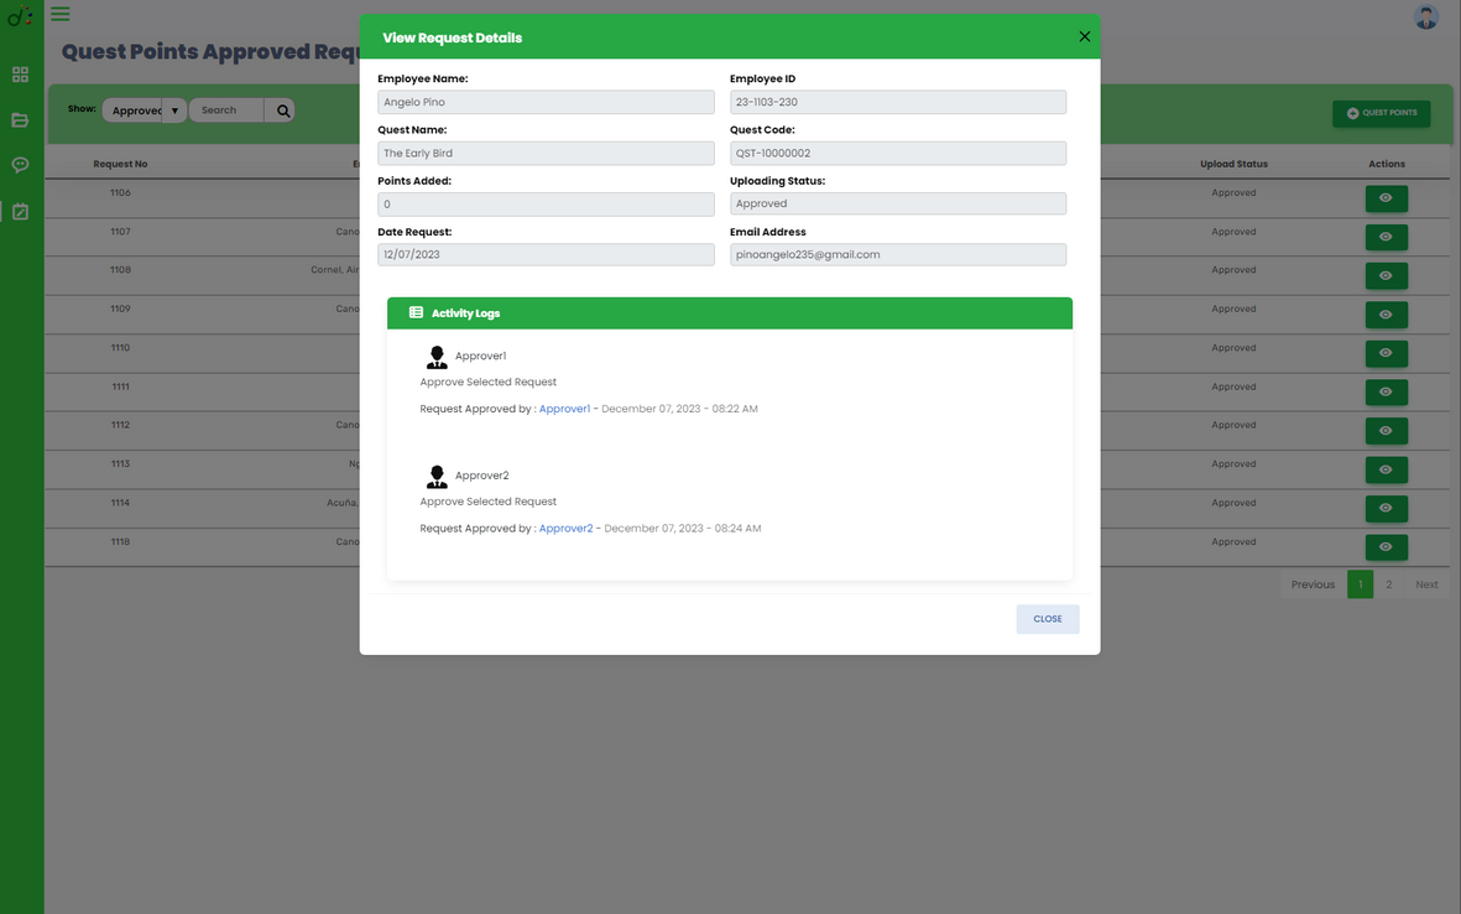 Quest Points Approved Requ
Show:
Approved
Search
QUEST POINTS
Request No
Upload Status
Actions
1106
Approved
1107
Cano
Approved
1108
Cornel, Air
Approved
1109
Cano
Approved
1110
Approved
1111
Approved
1112
Cano
Approved
1113
Ng
Approved
1114
Acuña,
Approved
1118
Cano
Approved
Previous
1
2
Next
View Request Details
Employee Name:
Employee ID
Angelo Pino
23-1103-230
Quest Name:
Quest Code:
The Early Bird
QST-10000002
Points Added:
Uploading Status:
0
Approved
Date Request:
Email Address
12/07/2023
pinoangelo235@gmail.com
Activity Logs
Approver1
Approve Selected Request
Request Approved by : Approver1 - December 07, 2023 - 08:22 AM
Approver2
Approve Selected Request
Request Approved by : Approver2 - December 07, 2023 - 08:24 AM
CLOSE